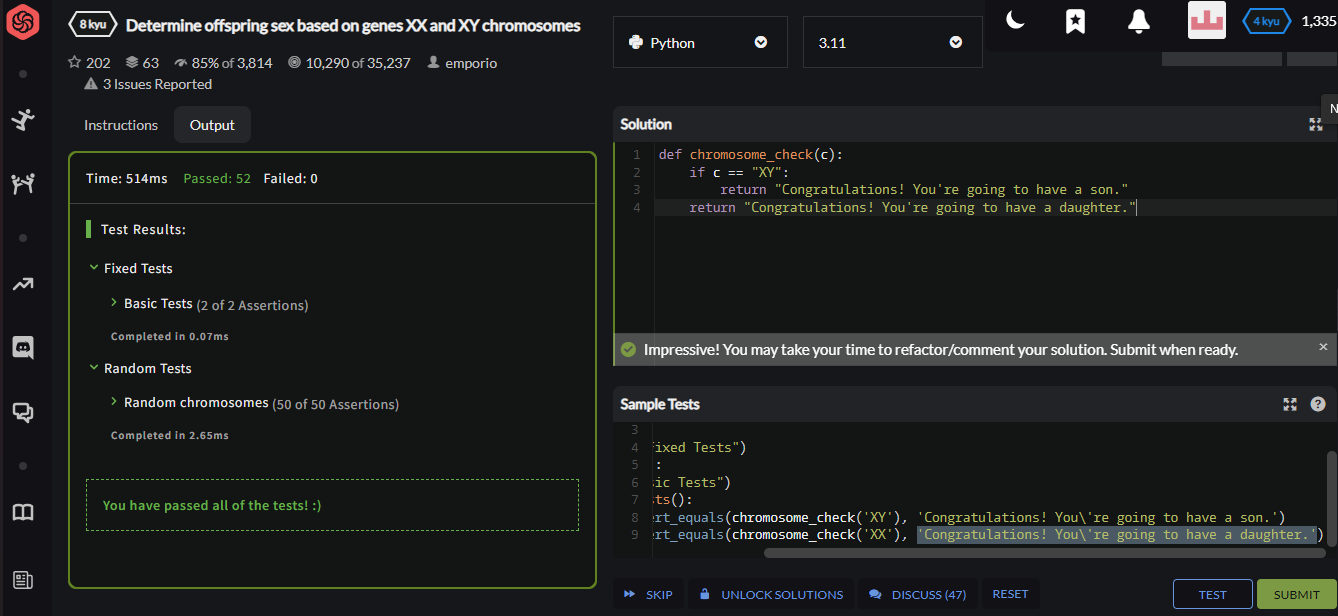 8 kyu Determine offspring sex based on genes XX and XY chromosomes
202 63 85% of 3,814 10,290 of 35,237 emporio
3 Issues Reported
Instructions Output
Time: 514ms Passed: 52 Failed: 0
Test Results:
Fixed Tests
Basic Tests (2 of 2 Assertions)
Completed in 0.07ms
Random Tests
Random chromosomes (50 of 50 Assertions)
Completed in 2.65ms
You have passed all of the tests! :)
Python 3.11
4 kyu 1,335
N
Solution
1 def chromosome_check(c):
2 if c == "XY":
3 return "Congratulations! You're going to have a son."
4 return "Congratulations! You're going to have a daughter."
Impressive! You may take your time to refactor/comment your solution. Submit when ready. ×
Sample Tests ?
3
4 Fixed Tests")
5 :
6 sic Tests")
7 sts():
8 ert_equals(chromosome_check('XY'), 'Congratulations! You\'re going to have a son.')
9 ert_equals(chromosome_check('XX'), 'Congratulations! You\'re going to have a daughter.')
SKIP UNLOCK SOLUTIONS DISCUSS (47) RESET TEST SUBMIT